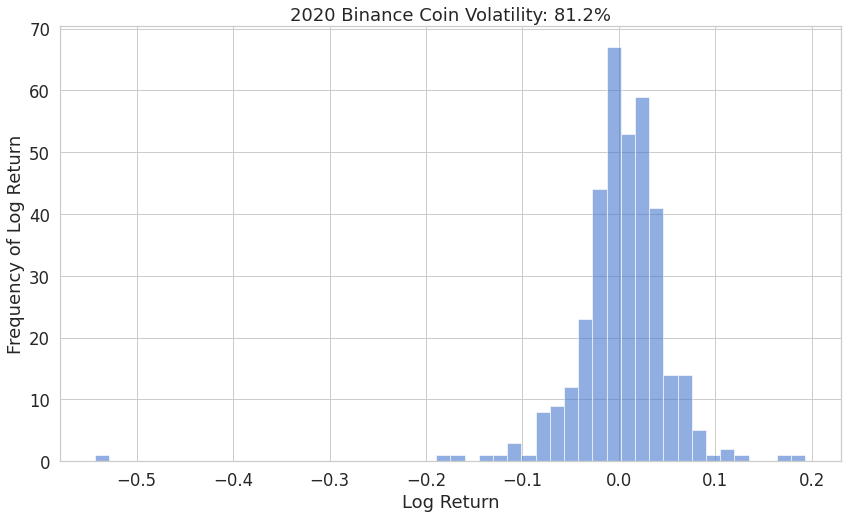 2020 Binance Coin Volatility: 81.2%
Frequency of Log Return
70
60
50
40
30
20
10
0
−0.5 −0.4 −0.3 −0.2 −0.1 0.0 0.1 0.2
Log Return